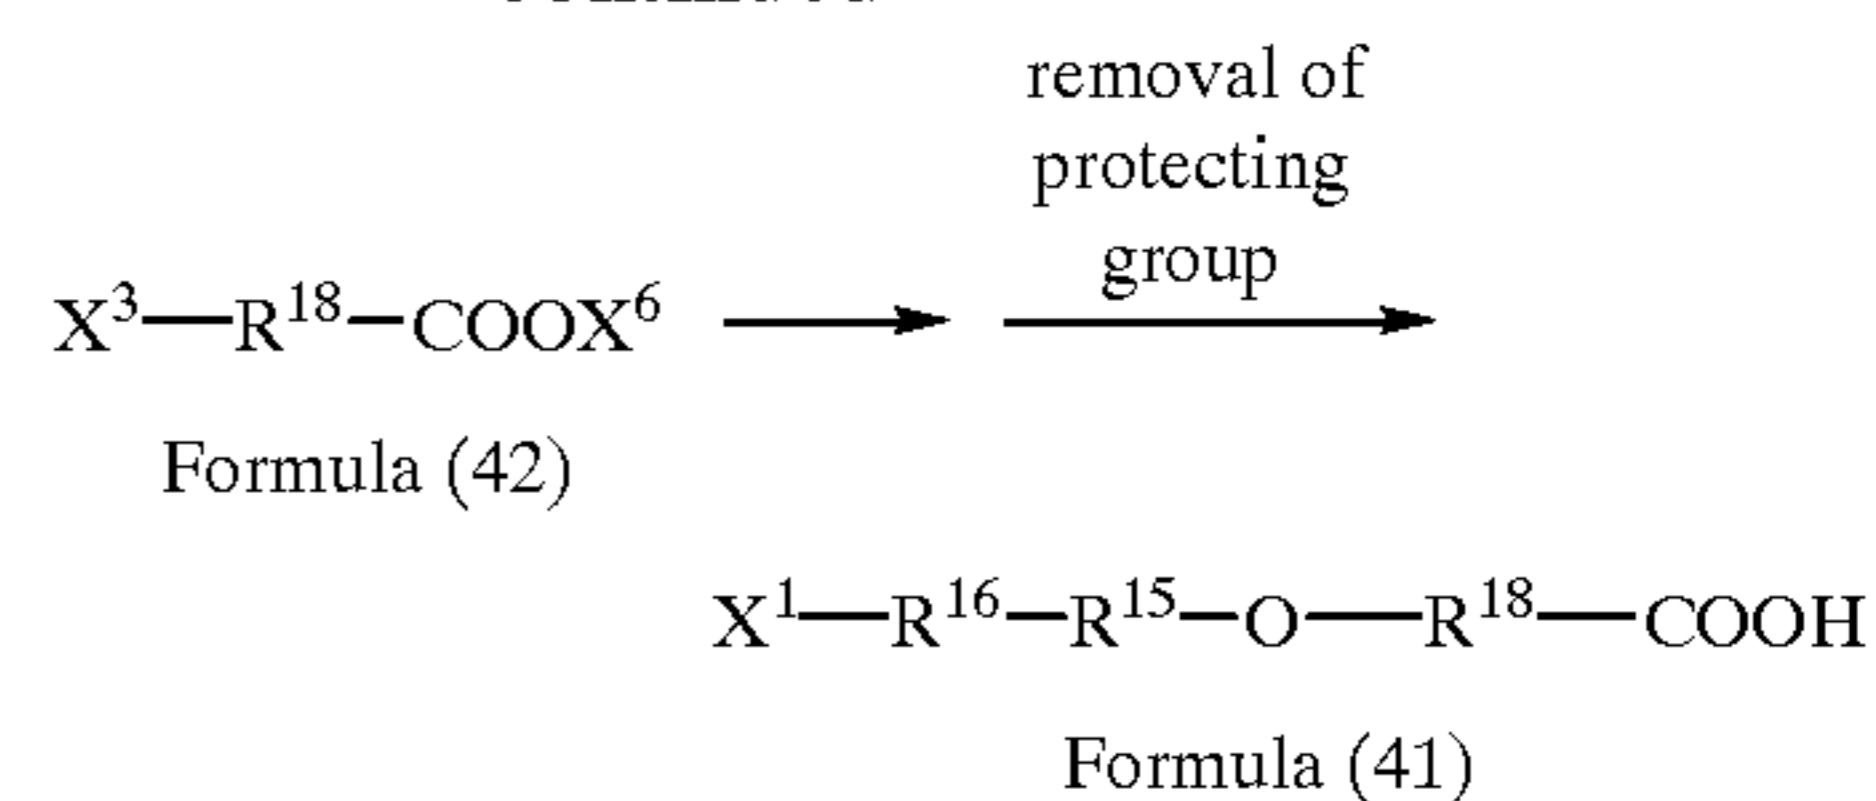 removal of
protecting
group
X³—R¹⁸—COOX⁶
Formula (42)
X¹—R¹⁶—R¹⁵—O—R¹⁸—COOH
Formula (41)